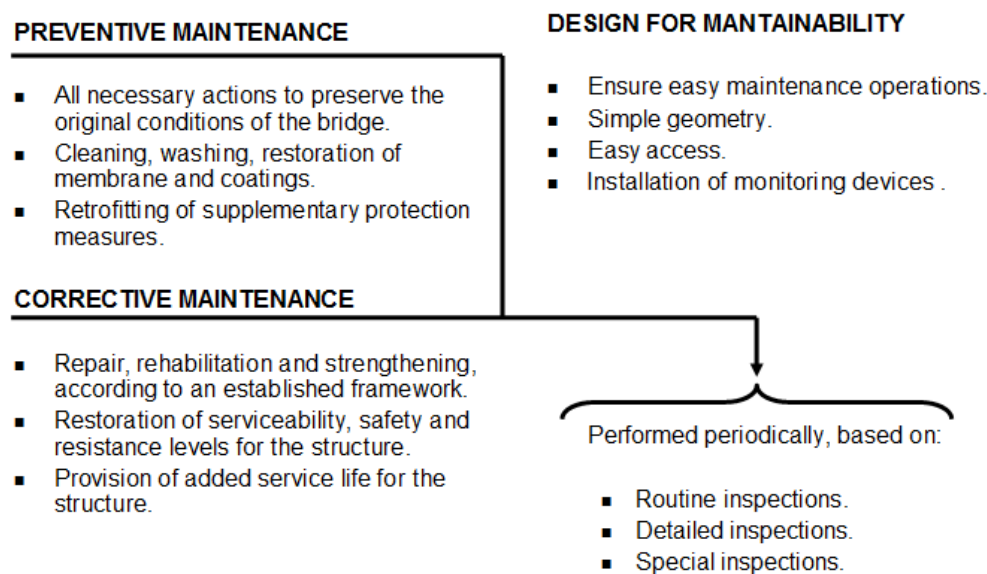 PREVENTIVE MAINTENANCE
▪ All necessary actions to preserve the
original conditions of the bridge.
▪ Cleaning, washing, restoration of
membrane and coatings.
▪ Retrofitting of supplementary protection
measures.
CORRECTIVE MAINTENANCE
▪ Repair, rehabilitation and strengthening,
according to an established framework.
▪ Restoration of serviceability, safety and
resistance levels for the structure.
▪ Provision of added service life for the
structure.
DESIGN FOR MANTAINABILITY
▪ Ensure easy maintenance operations.
▪ Simple geometry.
▪ Easy access.
▪ Installation of monitoring devices .
Performed periodically, based on:
▪ Routine inspections.
▪ Detailed inspections.
▪ Special inspections.